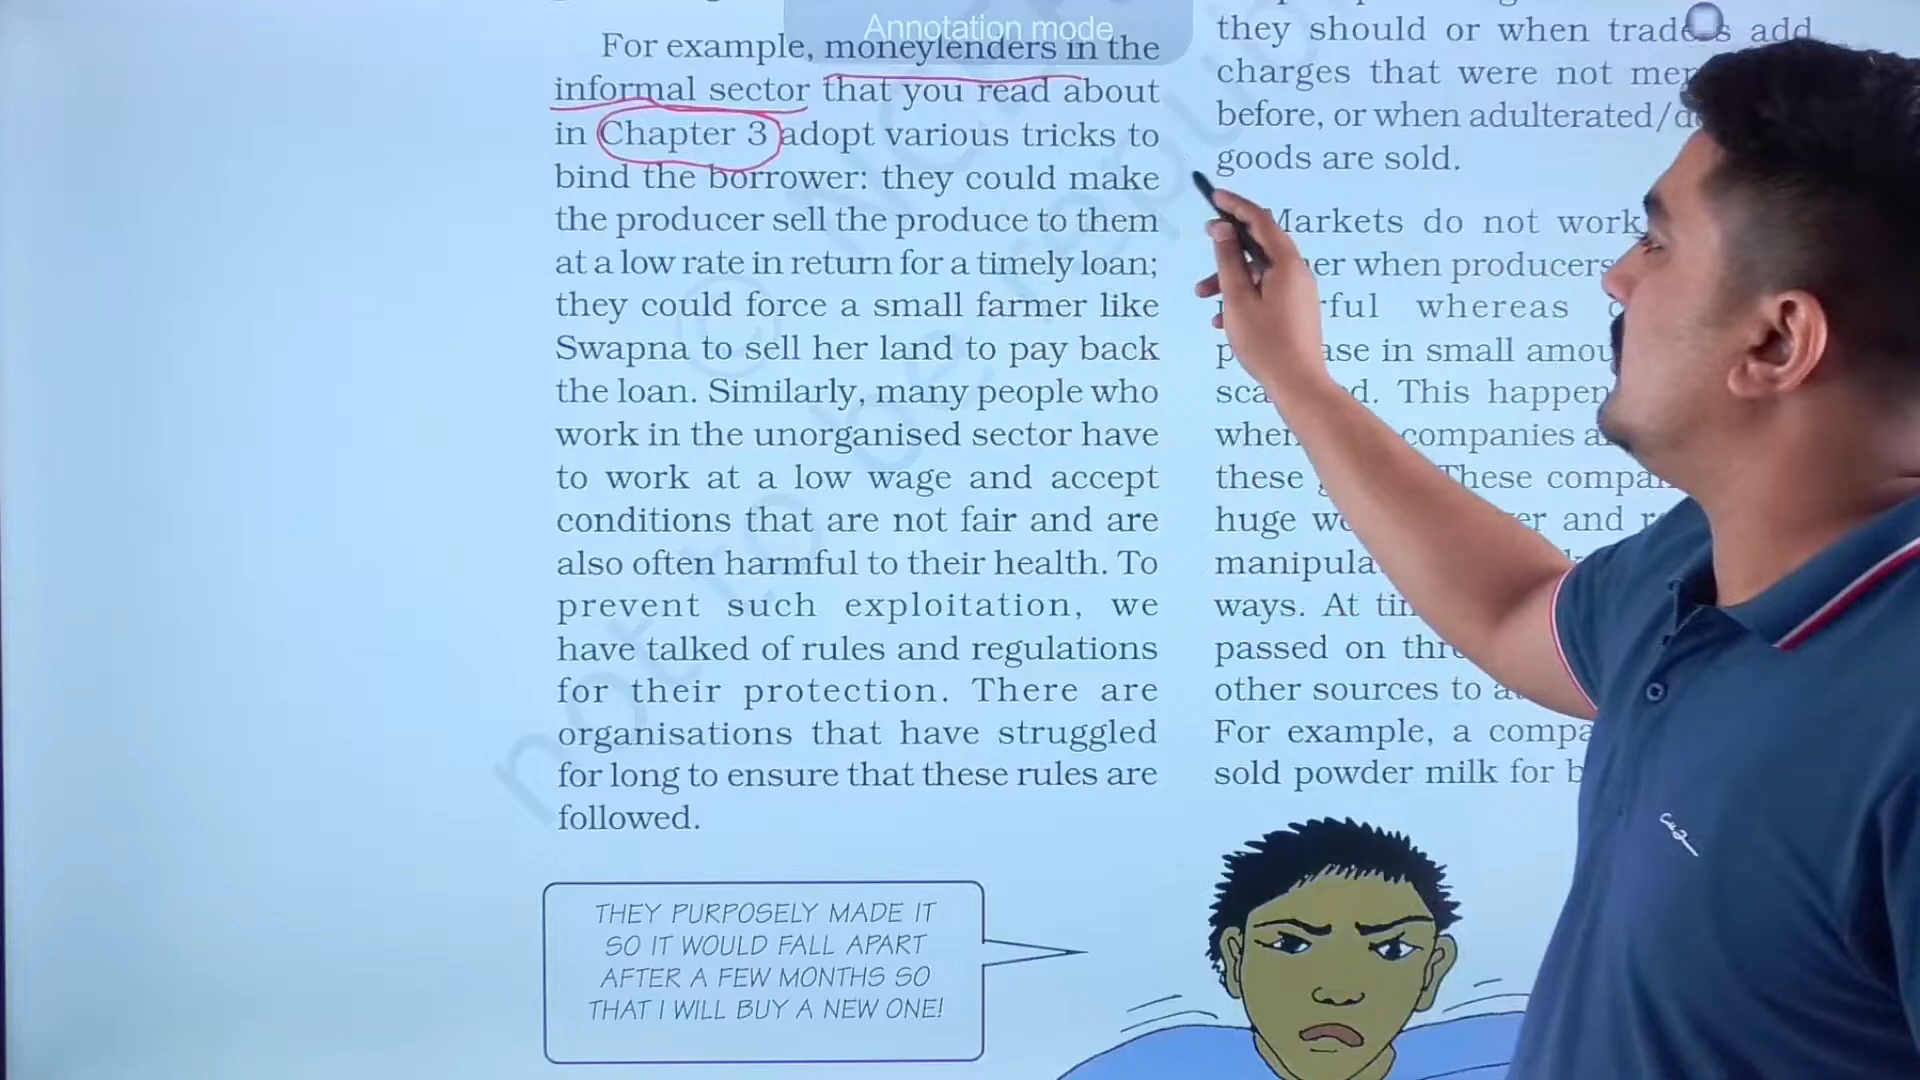 Annotation mode
For example, moneylenders in the
informal sector that you read about
in Chapter 3 adopt various tricks to
bind the borrower: they could make
the producer sell the produce to them
at a low rate in return for a timely loan;
they could force a small farmer like
Swapna to sell her land to pay back
the loan. Similarly, many people who
work in the unorganised sector have
to work at a low wage and accept
conditions that are not fair and are
also often harmful to their health. To
prevent such exploitation, we
have talked of rules and regulations
for their protection. There are
organisations that have struggled
for long to ensure that these rules are
followed.
they should or when traders add
charges that were not
before, or when adulterated/
goods are sold.
Markets do not work
when producers
whereas
in small
This happen
companies
these These
huge and
ways. At
passed on
other sources to
For example, a
sold powder milk for
THEY PURPOSELY MADE IT
SO IT WOULD FALL APART
AFTER A FEW MONTHS SO
THAT I WILL BUY A NEW ONE!
not to be